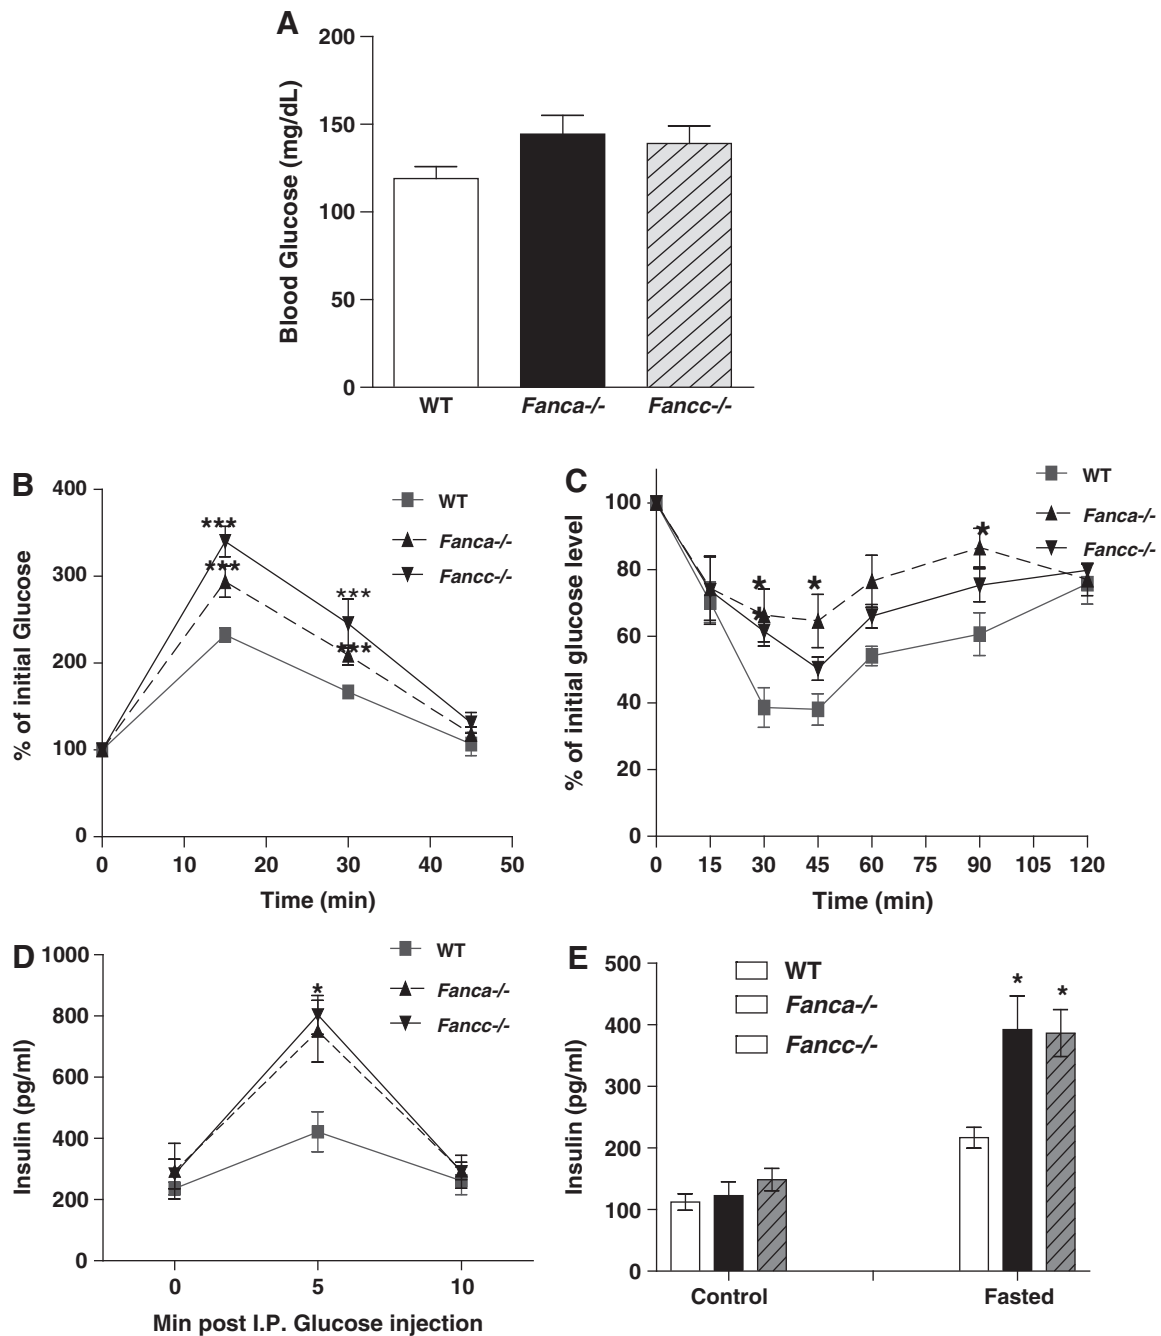 A
200
150
100
50
0
Blood Glucose (mg/dL)
WT
Fanca-/-
Fancc-/-
B
400
300
200
100
0
% of initial Glucose
WT
Fanca-/-
Fancc-/-
***
***
***
***
0 10 20 30 40 50
Time (min)
C
100
80
60
40
20
0
% of initial glucose level
WT
Fanca-/-
Fancc-/-
*
*
*
*
0 15 30 45 60 75 90 105 120
Time (min)
D
1000
800
600
400
200
0
Insulin (pg/ml)
WT
Fanca-/-
Fancc-/-
*
0 5 10
Min post I.P. Glucose injection
E
500
400
300
200
100
0
Insulin (pg/ml)
WT
Fanca-/-
Fancc-/-
*
*
Control Fasted